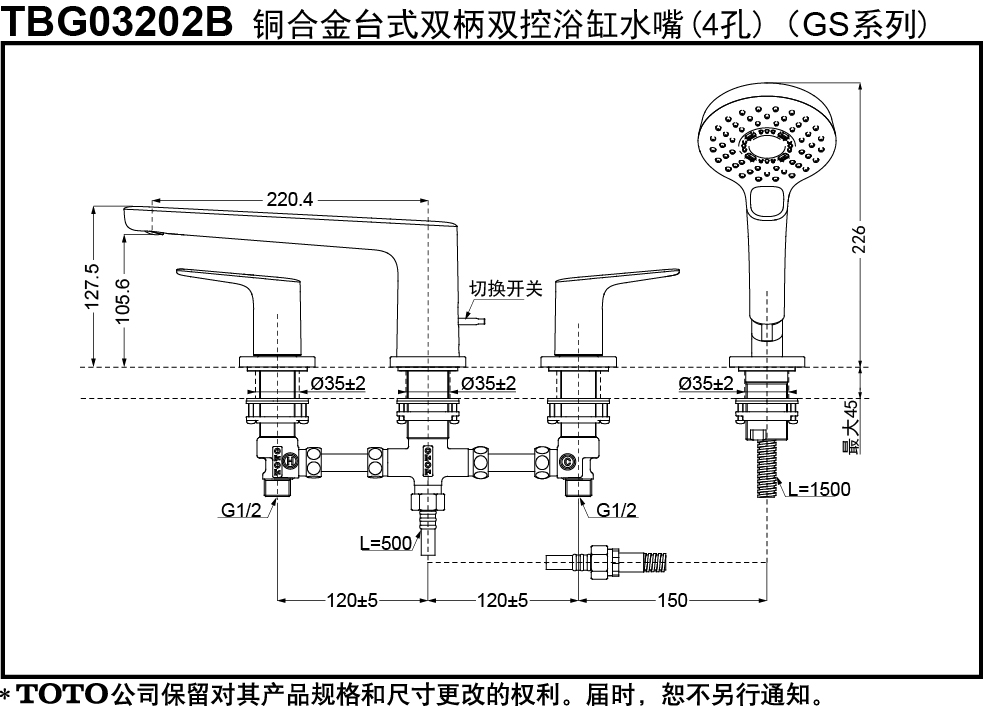 TBG03202B 铜合金台式双柄双控浴缸水嘴(4孔)（GS系列）
220.4
127.5
105.6
226
切换开关
Ø35±2
Ø35±2
Ø35±2
最大45
TOTO
H
TOTO
C
G1/2
G1/2
L=1500
L=500
120±5
120±5
150
* TOTO公司保留对其产品规格和尺寸更改的权利。届时，恕不另行通知。